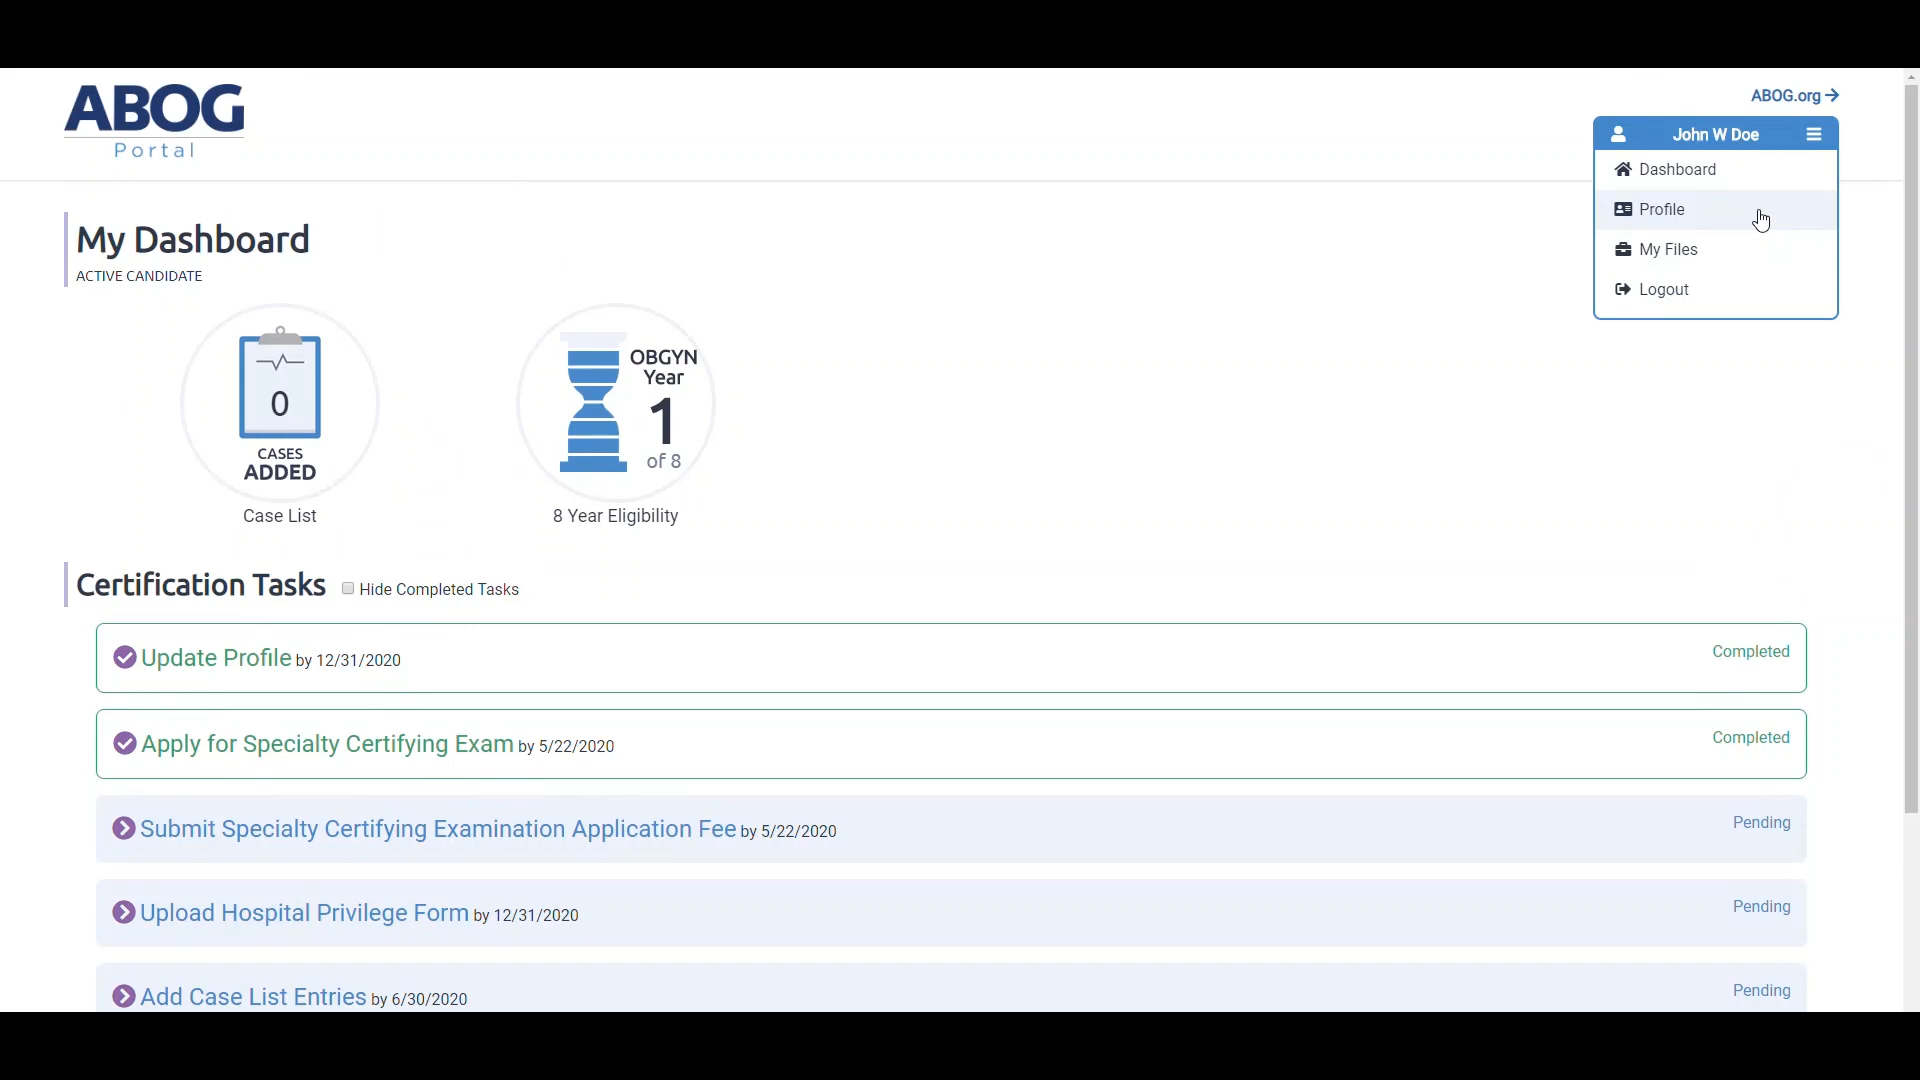 ABOG
Portal
ABOG.org
John W Doe
Dashboard
Profile
My Files
Logout
My Dashboard
ACTIVE CANDIDATE
0
CASES
ADDED
Case List
OBGYN
Year
1
of 8
8 Year Eligibility
Certification Tasks Hide Completed Tasks
Update Profile by 12/31/2020 Completed
Apply for Specialty Certifying Exam by 5/22/2020 Completed
Submit Specialty Certifying Examination Application Fee by 5/22/2020 Pending
Upload Hospital Privilege Form by 12/31/2020 Pending
Add Case List Entries by 6/30/2020 Pending